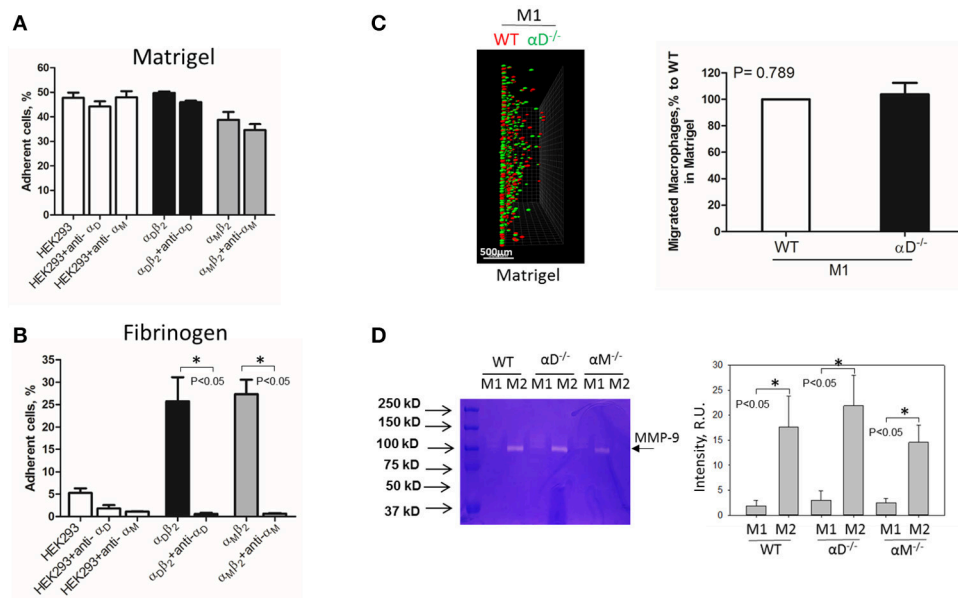 A
Matrigel
Adherent cells, %
60
50
40
30
20
10
0
HEK293
HEK293+anti- αD
HEK293+anti- αM
αDβ2
αDβ2+anti-αD
αMβ2
αMβ2+anti-αM
B
Fibrinogen
Adherent cells, %
35
30
25
20
15
10
5
0
*
P<0.05
*
P<0.05
HEK293
HEK293+anti- αD
HEK293+anti- αM
αDβ2
αDβ2+anti-αD
αMβ2
αMβ2+anti-αM
C
M1
WT αD-/-
500μm
Matrigel
Migrated Macrophages,% to WT
in Matrigel
P= 0.789
120
100
80
60
40
20
0
WT
αD-/-
M1
D
WT αD-/- αM-/-
M1 M2 M1 M2 M1 M2
250 kD
150 kD
100 kD
75 kD
50 kD
37 kD
MMP-9
Intensity, R.U.
30
25
20
15
10
5
0
*
P<0.05
*
P<0.05
*
P<0.05
M1 M2 M1 M2 M1 M2
WT αD-/- αM-/-